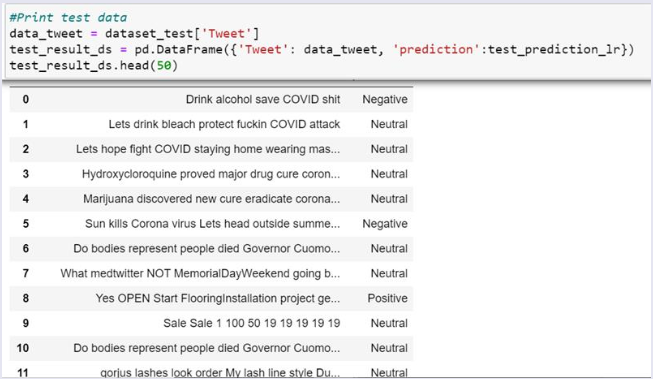 #Print test data
data_tweet = dataset_test['Tweet']
test_result_ds = pd.DataFrame({'Tweet': data_tweet, 'prediction':test_prediction_lr})
test_result_ds.head(50)
0 Drink alcohol save COVID shit Negative
1 Lets drink bleach protect fuckin COVID attack Neutral
2 Lets hope fight COVID staying home wearing mas... Neutral
3 Hydroxycloroquine proved major drug cure coron... Neutral
4 Marijuana discovered new cure eradicate corona... Neutral
5 Sun kills Corona virus Lets head outside summe... Negative
6 Do bodies represent people died Governor Cuomo... Neutral
7 What medtwitter NOT MemorialDayWeekend going b... Neutral
8 Yes OPEN Start FlooringInstallation project ge... Positive
9 Sale Sale 1 100 50 19 19 19 19 19 Neutral
10 Do bodies represent people died Governor Cuomo... Neutral
11 gorjus lashes look order My lash line style Du... Neutral